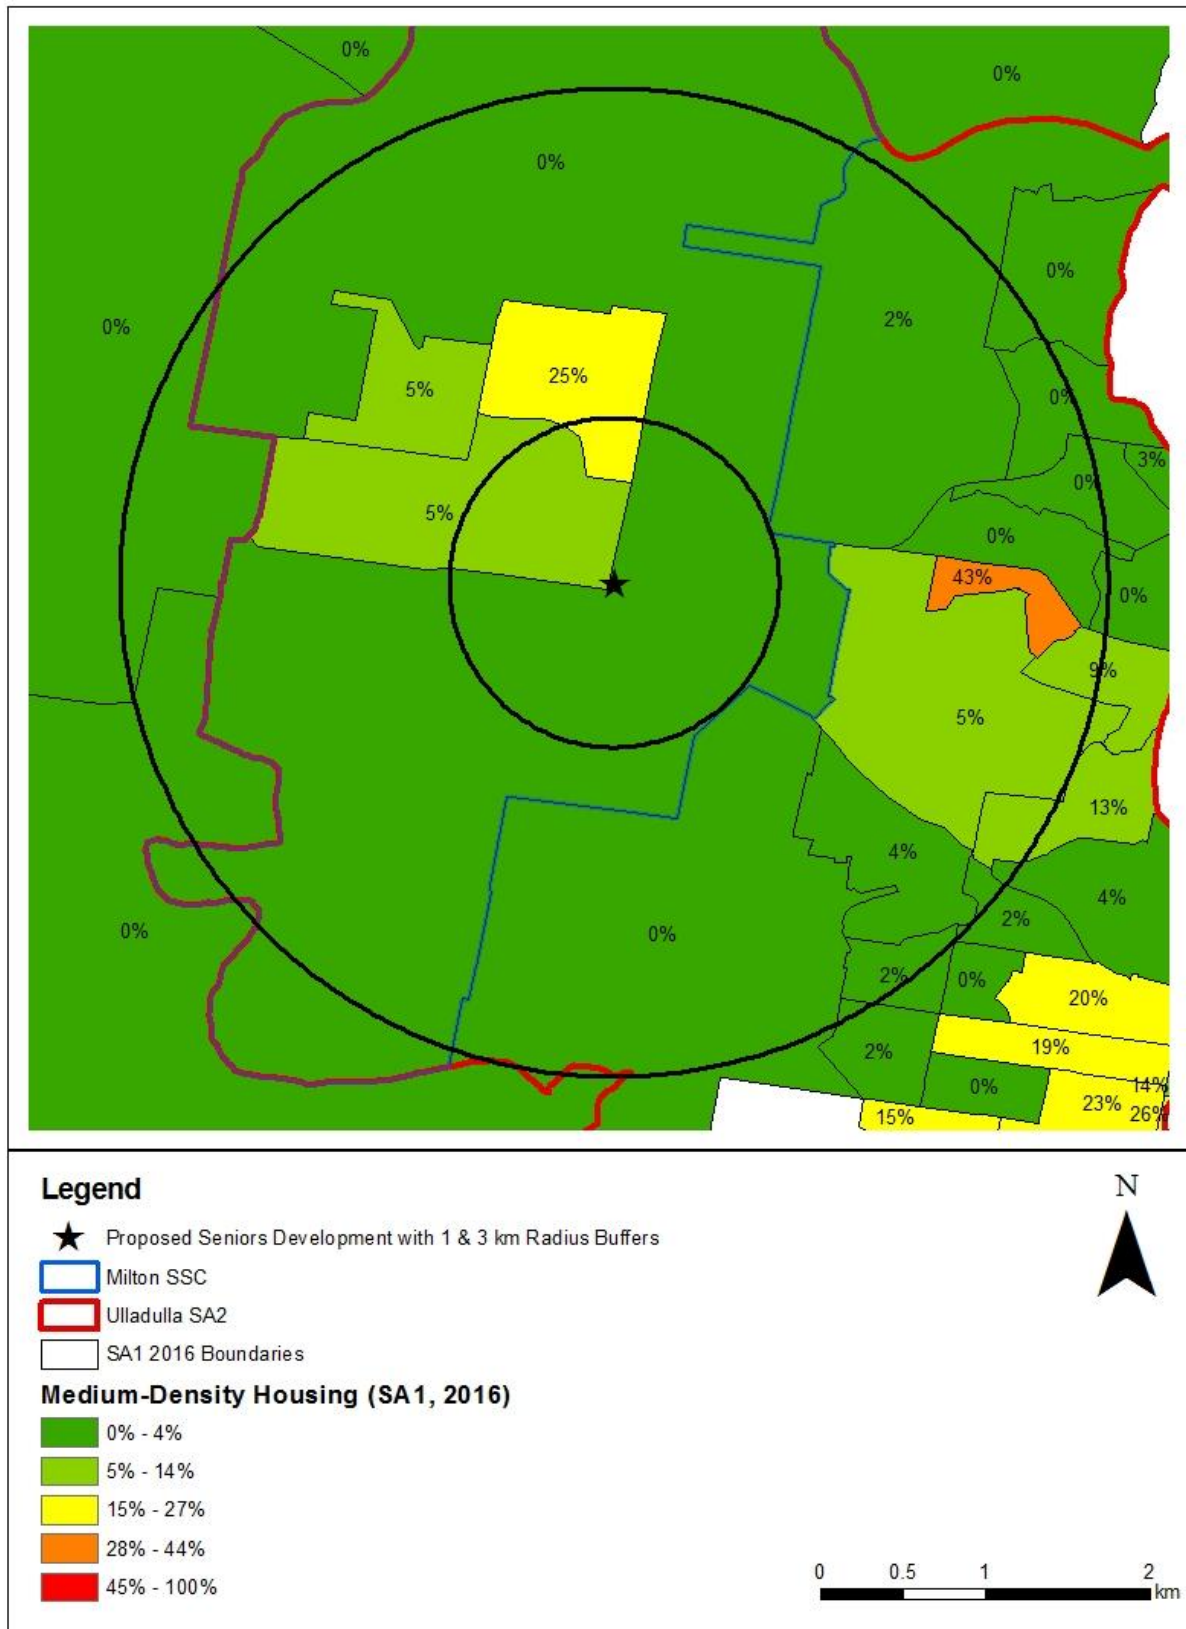 0%
0%
0%
0%
0%
2%
0%
25%
5%
0%
3%
0%
5%
0%
43%
0%
9%
5%
13%
4%
4%
2%
0%
0%
2%
0%
20%
19%
2%
0%
14%
23%
26%
15%
Legend
N
Proposed Seniors Development with 1 & 3 km Radius Buffers
Milton SSC
Ulladulla SA2
SA1 2016 Boundaries
Medium-Density Housing (SA1, 2016)
0% - 4%
5% - 14%
15% - 27%
28% - 44%
45% - 100%
0 0.5 1 2
km